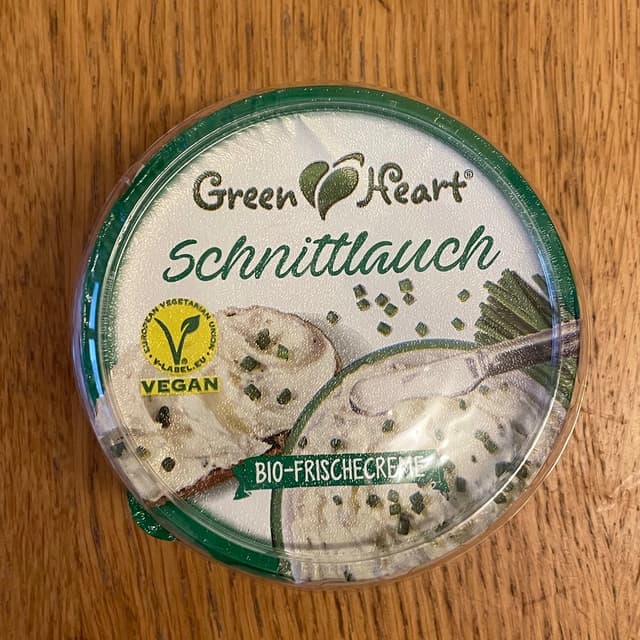 Green Heart®
Schnittlauch
EUROPEAN VEGETARIAN UNION
V-LABEL.EU
VEGAN
BIO-FRISCHECREME